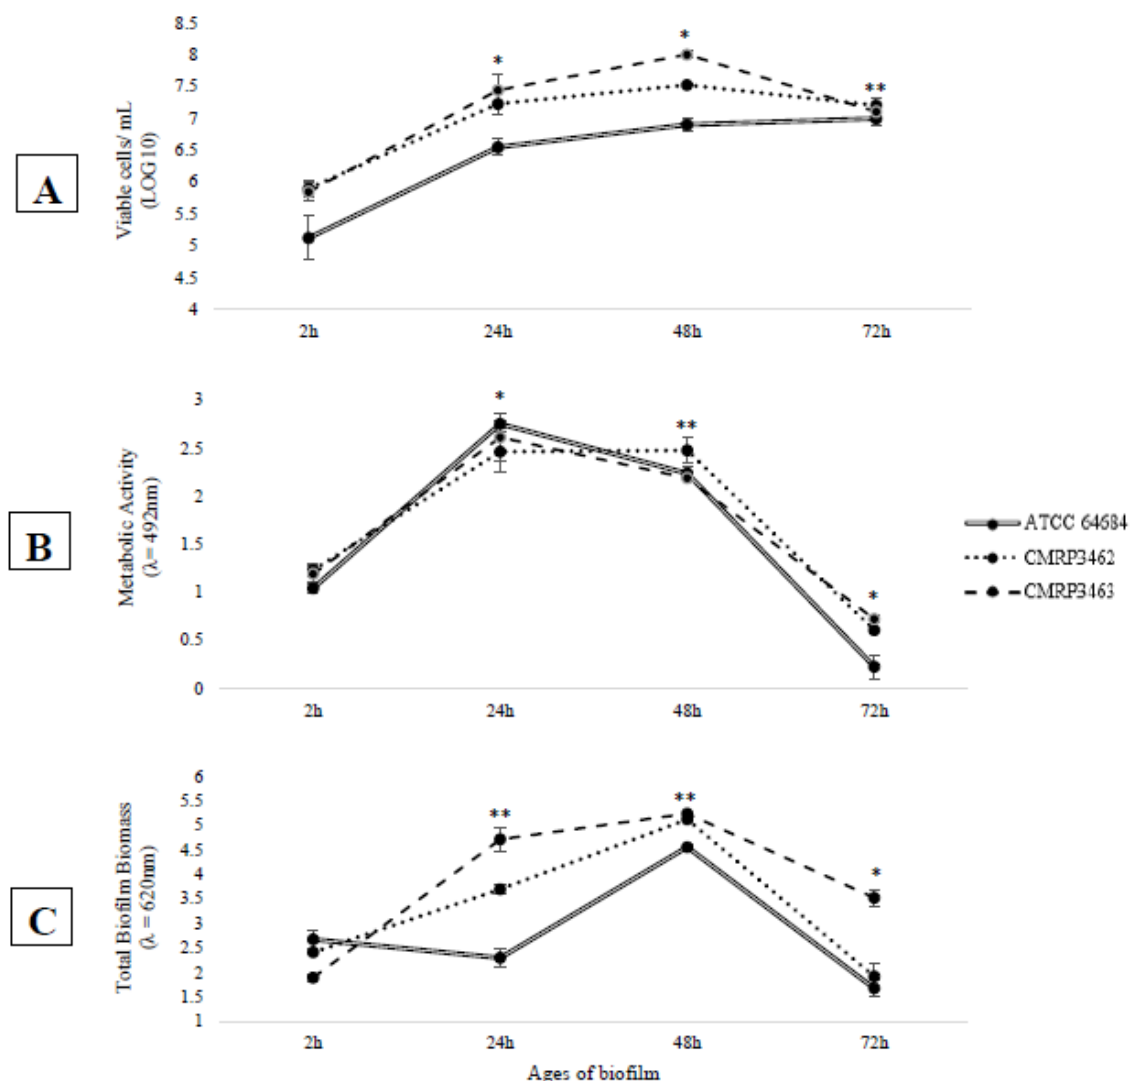 A
Viable cells/ mL
(LOG10)
8.5
8
7.5
7
6.5
6
5.5
5
4.5
4
*
*
**
2h
24h
48h
72h
B
Metabolic Activity
(λ= 492nm)
3
2.5
2
1.5
1
0.5
0
*
**
*
2h
24h
48h
72h
ATCC 64684
CMRP3462
CMRP3463
C
Total Biofilm Biomass
(λ = 620nm)
6
5.5
5
4.5
4
3.5
3
2.5
2
1.5
1
**
**
*
2h
24h
48h
72h
Ages of biofilm